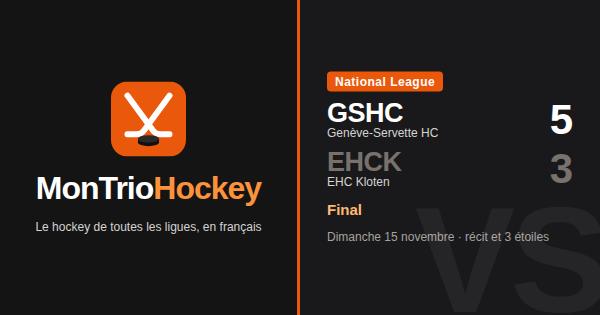 MonTrioHockey
Le hockey de toutes les ligues, en français
National League
GSHC 5
Genève-Servette HC
EHCK 3
EHC Kloten
Final
Dimanche 15 novembre · récit et 3 étoiles
VS